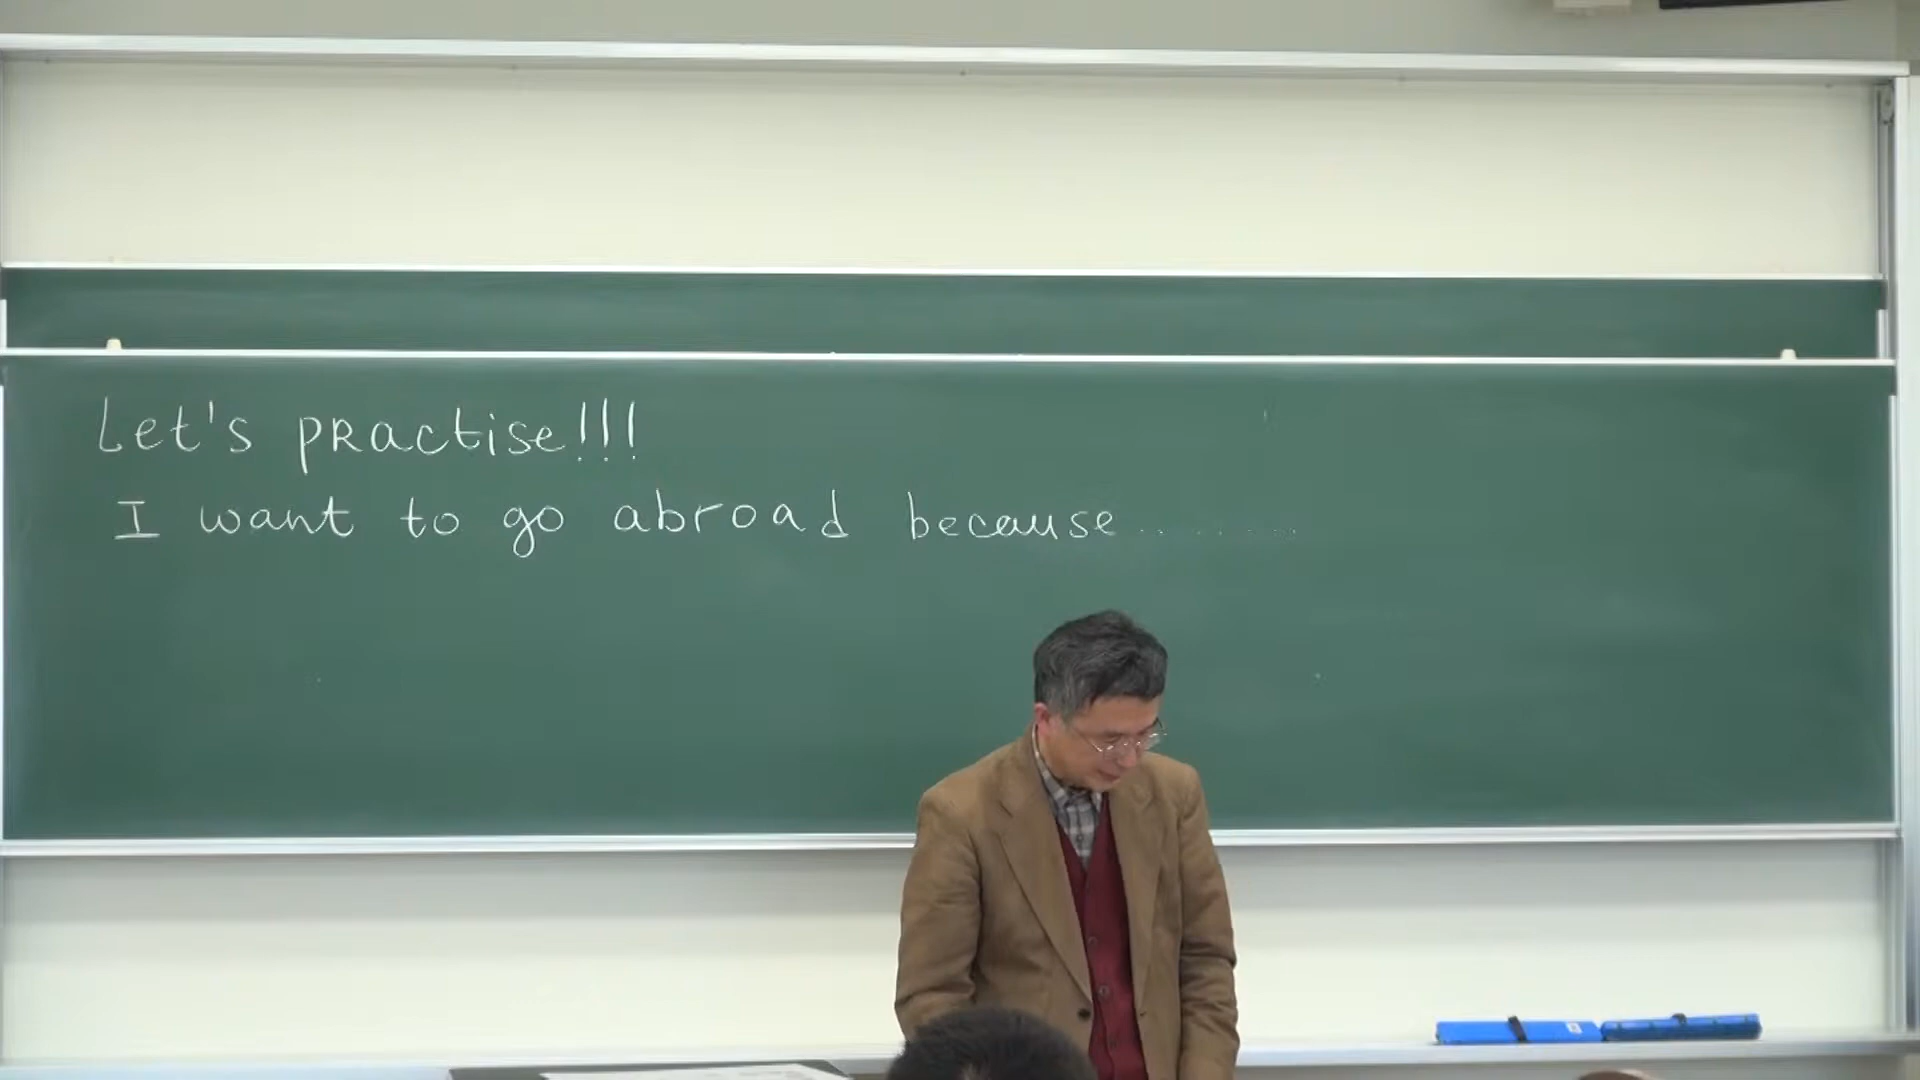 Let's practise!!!
I want to go abroad because..........